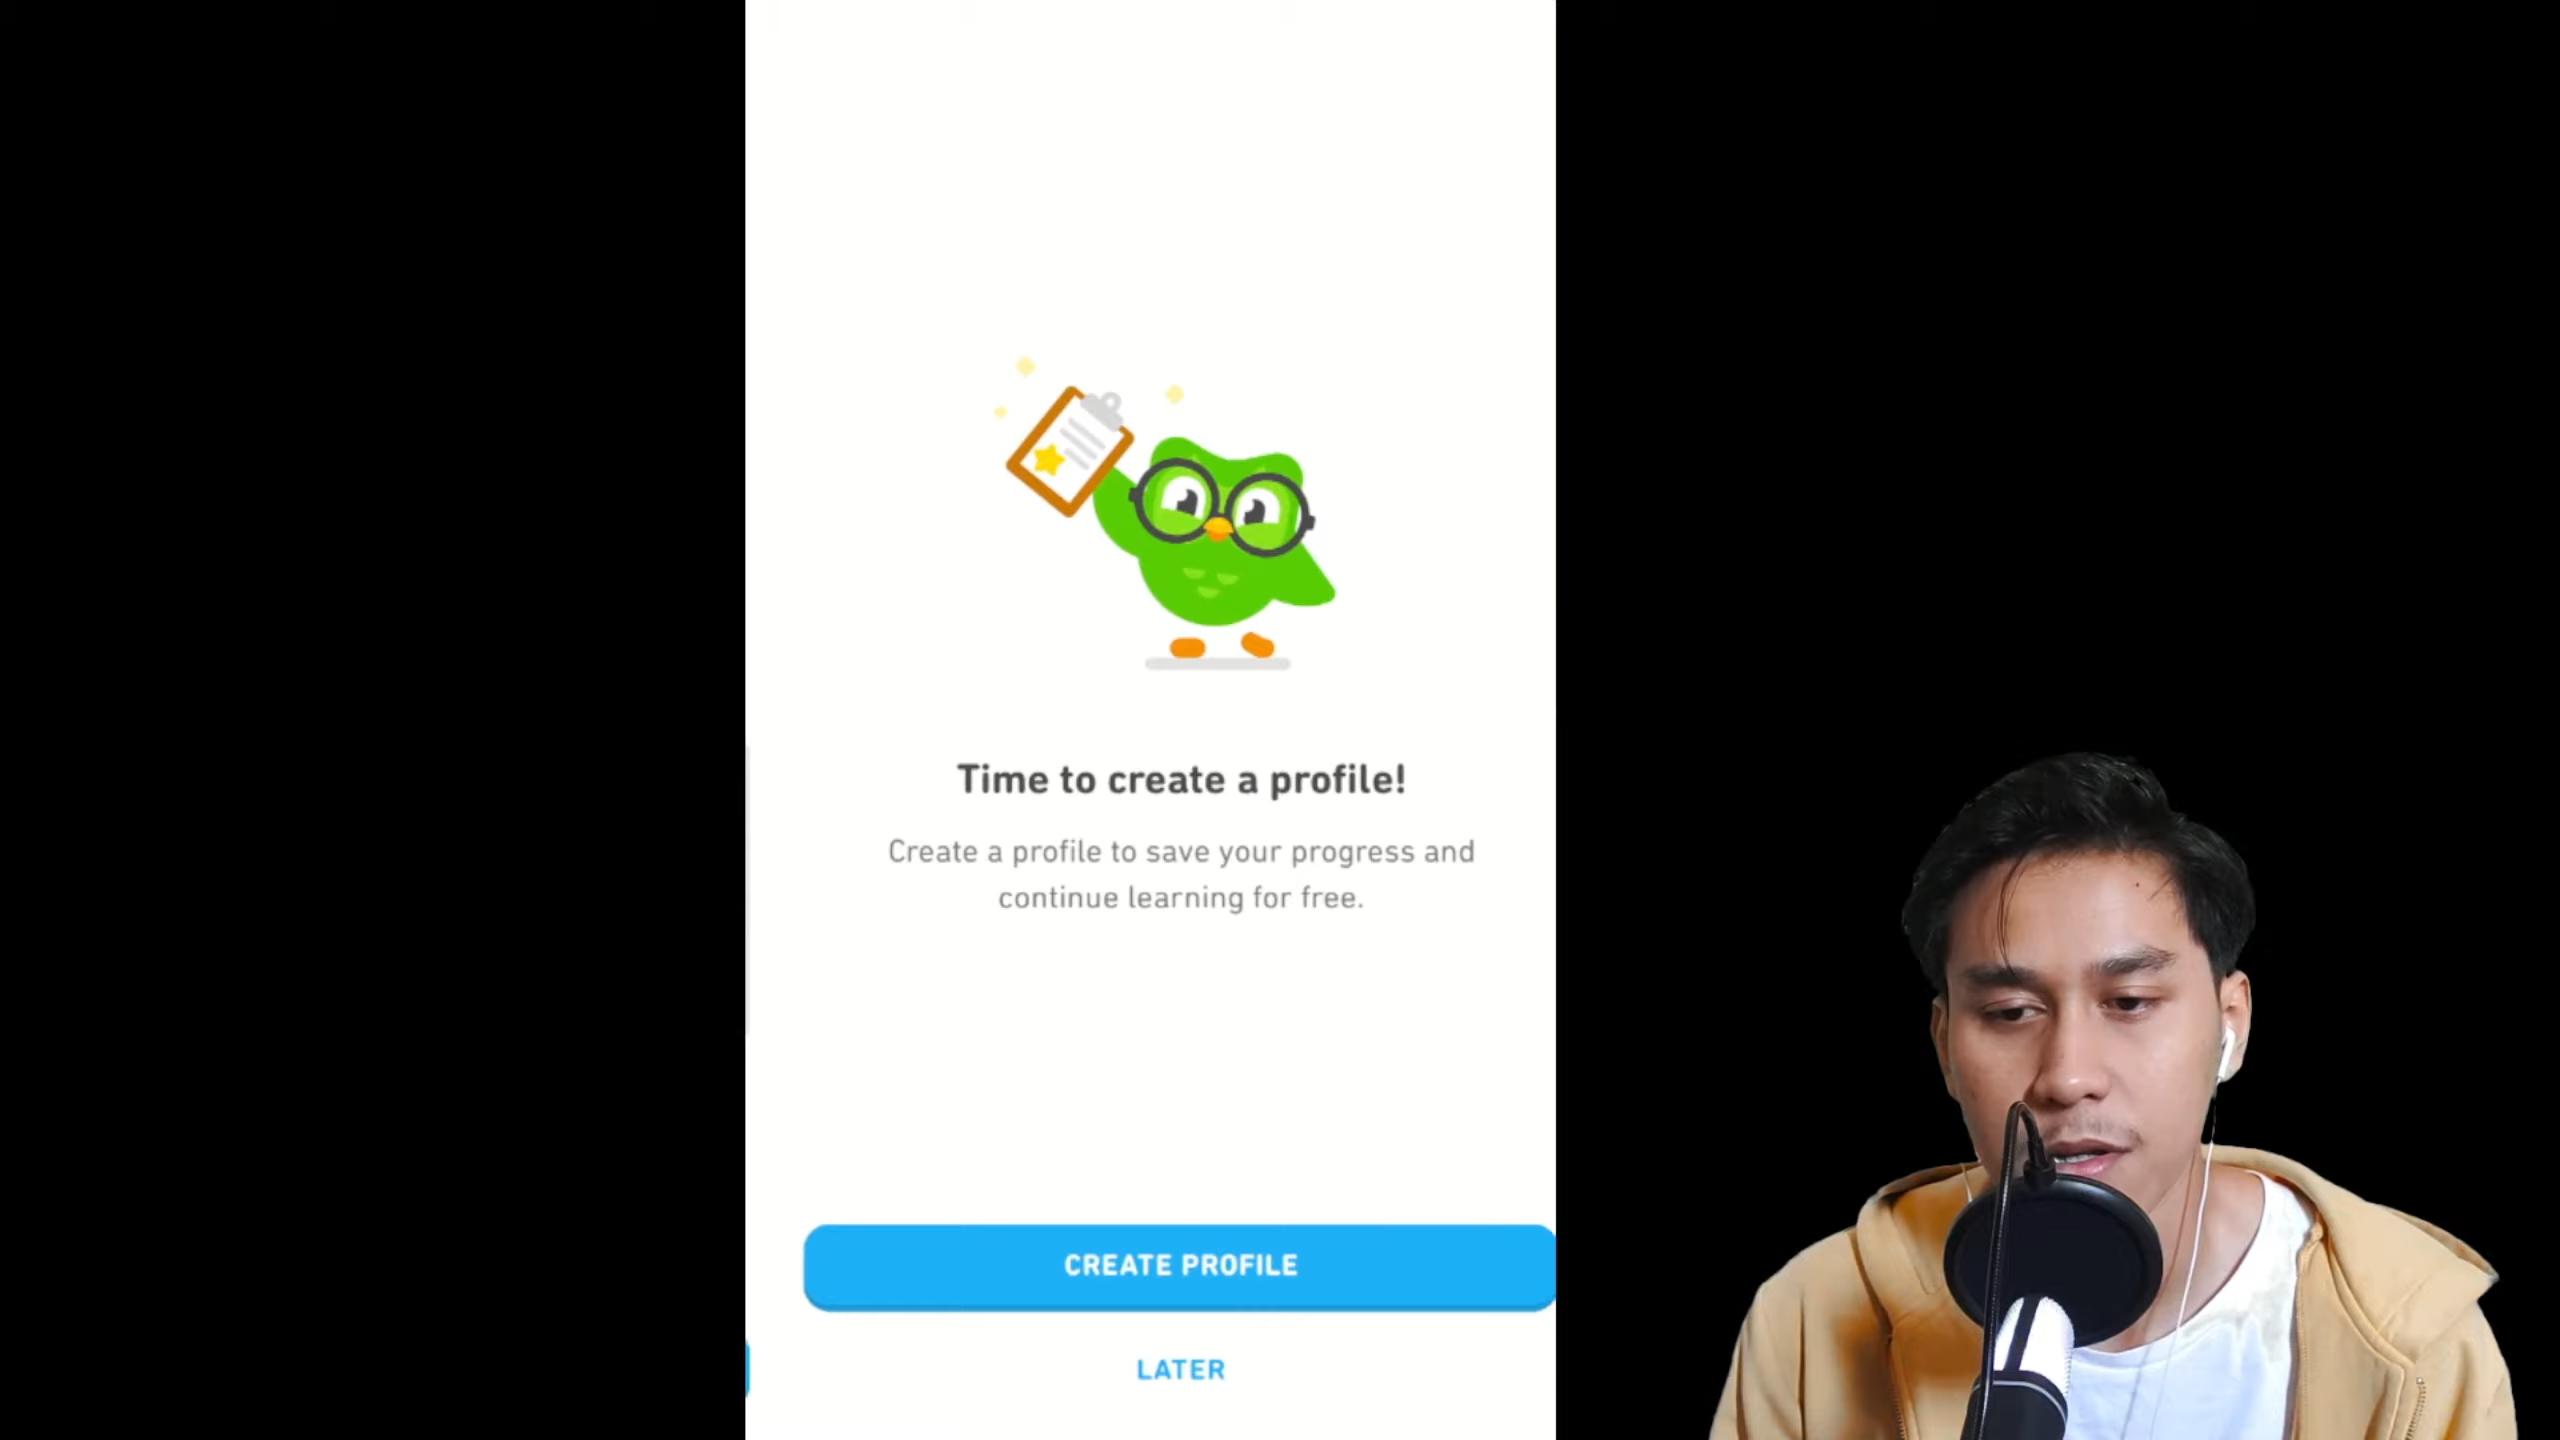 Time to create a profile!
Create a profile to save your progress and
continue learning for free.
CREATE PROFILE
LATER